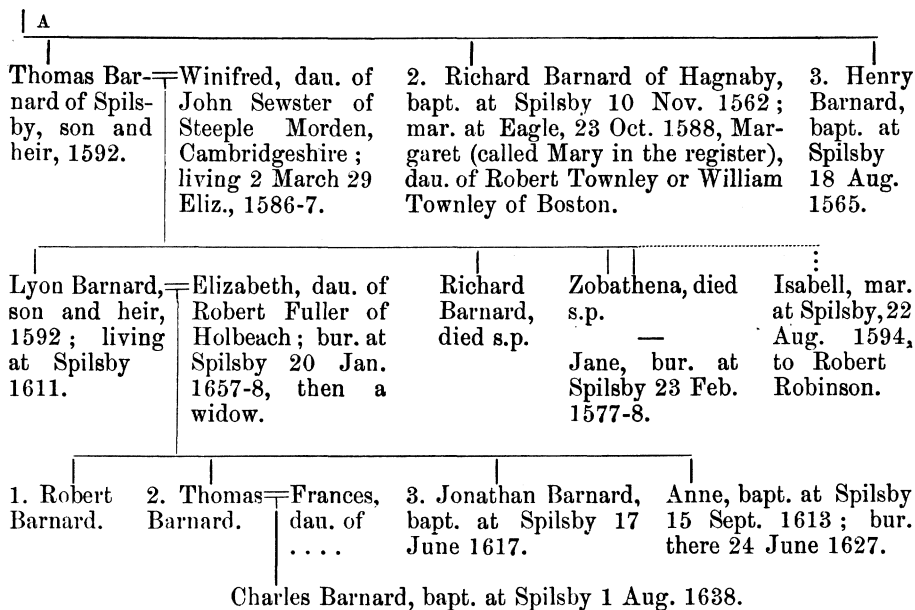 A
Thomas Bar-
nard of Spils-
by, son and
heir, 1592.
Winifred, dau. of
John Sewster of
Steeple Morden,
Cambridgeshire ;
living 2 March 29
Eliz., 1586-7.
2. Richard Barnard of Hagnaby,
bapt. at Spilsby 10 Nov. 1562 ;
mar. at Eagle, 23 Oct. 1588, Mar-
garet (called Mary in the register),
dau. of Robert Townley or William
Townley of Boston.
3. Henry
Barnard,
bapt. at
Spilsby
18 Aug.
1565.
Lyon Barnard,
son and heir,
1592 ; living
at Spilsby
1611.
Elizabeth, dau. of
Robert Fuller of
Holbeach ; bur. at
Spilsby 20 Jan.
1657-8, then a
widow.
Richard
Barnard,
died s.p.
Zobathena, died
s.p.
—
Jane, bur. at
Spilsby 23 Feb.
1577-8.
Isabell, mar.
at Spilsby, 22
Aug. 1594,
to Robert
Robinson.
1. Robert
Barnard.
2. Thomas
Barnard.
Frances,
dau. of
. . . .
3. Jonathan Barnard,
bapt. at Spilsby 17
June 1617.
Anne, bapt. at Spilsby
15 Sept. 1613 ; bur.
there 24 June 1627.
Charles Barnard, bapt. at Spilsby 1 Aug. 1638.